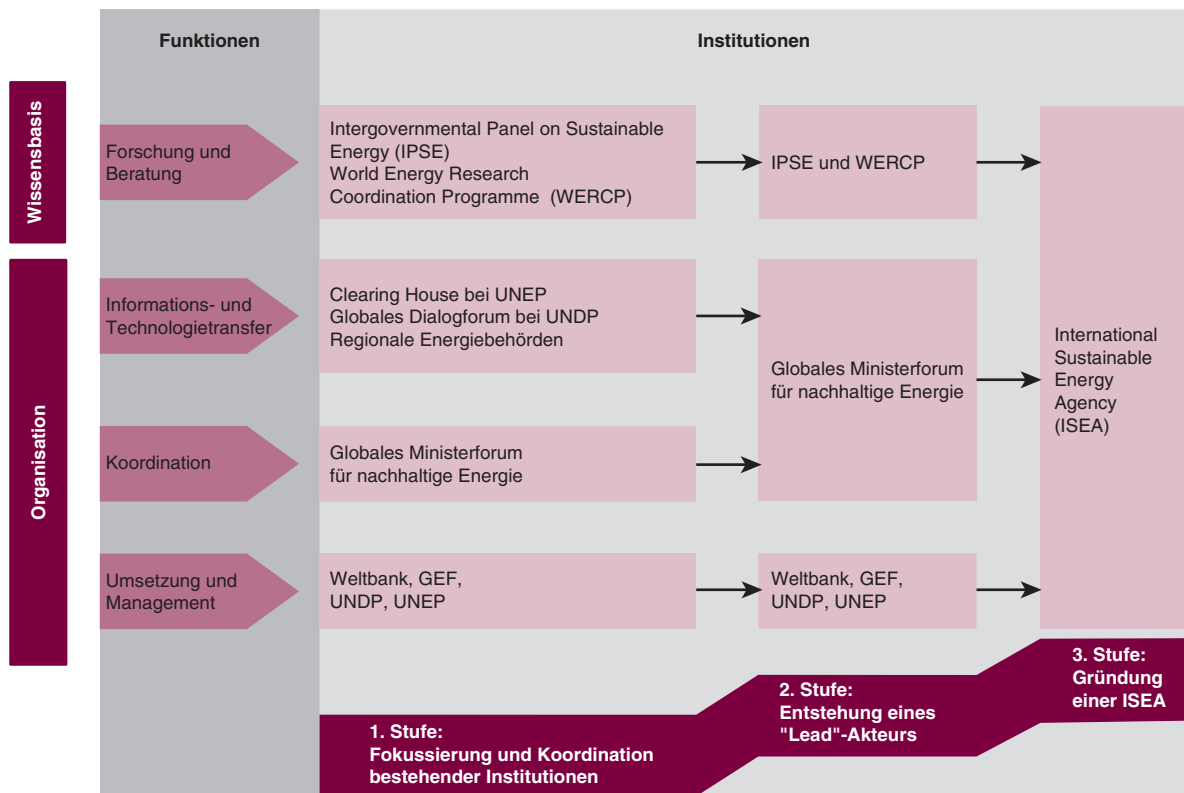 Funktionen
Institutionen
Wissensbasis
Forschung und
Beratung
Intergovernmental Panel on Sustainable
Energy (IPSE)
World Energy Research
Coordination Programme (WERCP)
IPSE und WERCP
Organisation
Informations- und
Technologietransfer
Clearing House bei UNEP
Globales Dialogforum bei UNDP
Regionale Energiebehörden
Globales Ministerforum
für nachhaltige Energie
International
Sustainable
Energy
Agency
(ISEA)
Koordination
Globales Ministerforum
für nachhaltige Energie
Umsetzung und
Management
Weltbank, GEF,
UNDP, UNEP
Weltbank, GEF,
UNDP, UNEP
1. Stufe:
Fokussierung und Koordination
bestehender Institutionen
2. Stufe:
Entstehung eines
"Lead"-Akteurs
3. Stufe:
Gründung
einer ISEA